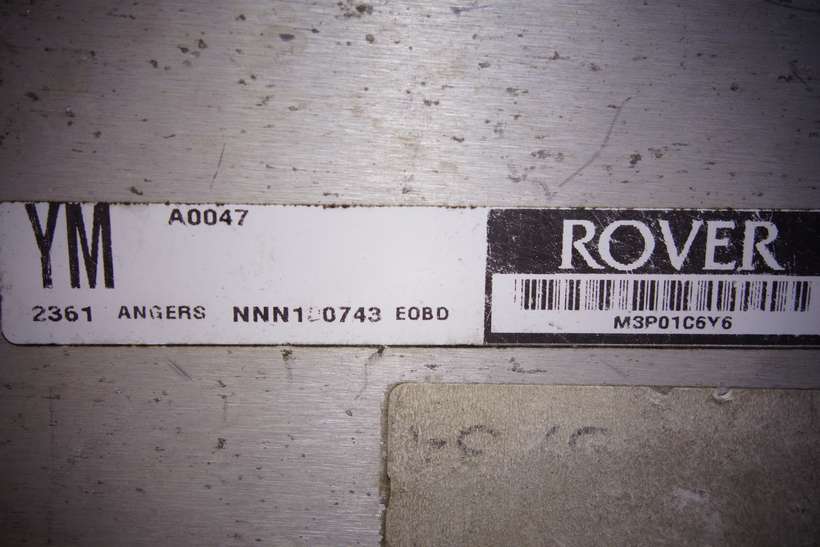 YM A0047
2361 ANGERS EOBD
ROVER
M3P01C6Y6